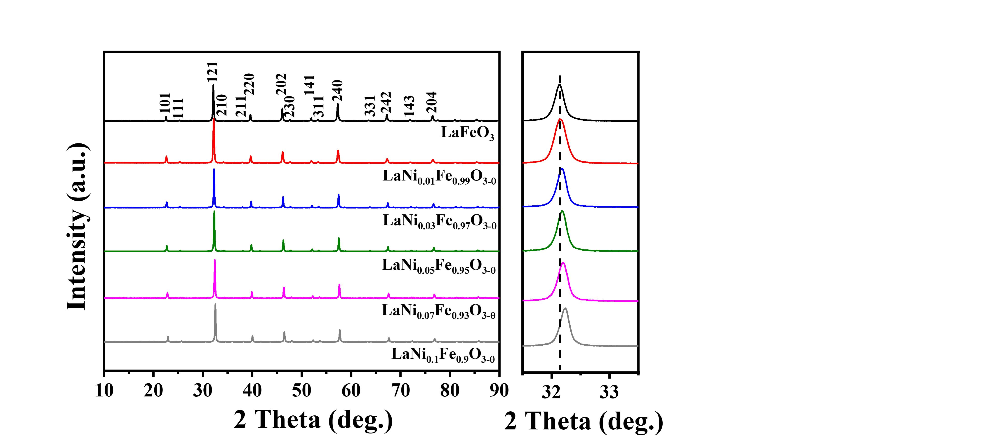 Intensity (a.u.)
101
111
121
210
211
220
202
230
141
311
240
331
242
143
204
LaFeO₃
LaNi₀.₀₁Fe₀.₉₉O₃₋θ
LaNi₀.₀₃Fe₀.₉₇O₃₋θ
LaNi₀.₀₅Fe₀.₉₅O₃₋θ
LaNi₀.₀₇Fe₀.₉₃O₃₋θ
LaNi₀.₁Fe₀.₉O₃₋θ
10 20 30 40 50 60 70 80 90
2 Theta (deg.)
32 33
2 Theta (deg.)